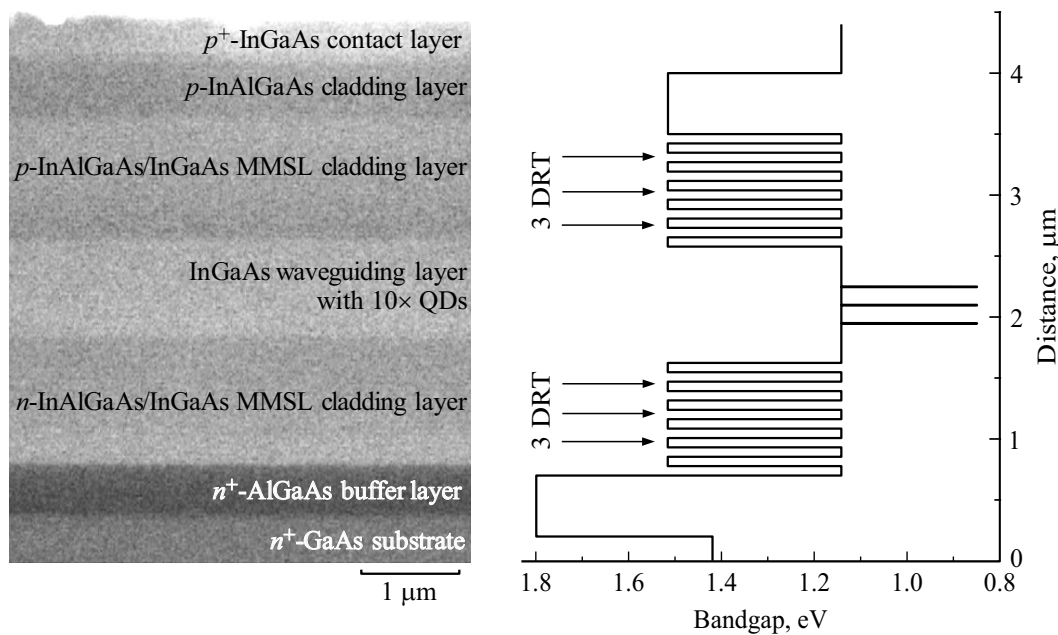 p⁺-InGaAs contact layer
p-InAlGaAs cladding layer
p-InAlGaAs/InGaAs MMSL cladding layer
InGaAs waveguiding layer
with 10× QDs
n-InAlGaAs/InGaAs MMSL cladding layer
n⁺-AlGaAs buffer layer
n⁺-GaAs substrate
1 μm
3 DRT
3 DRT
4
3
2
1
0
Distance, μm
1.8 1.6 1.4 1.2 1.0 0.8
Bandgap, eV